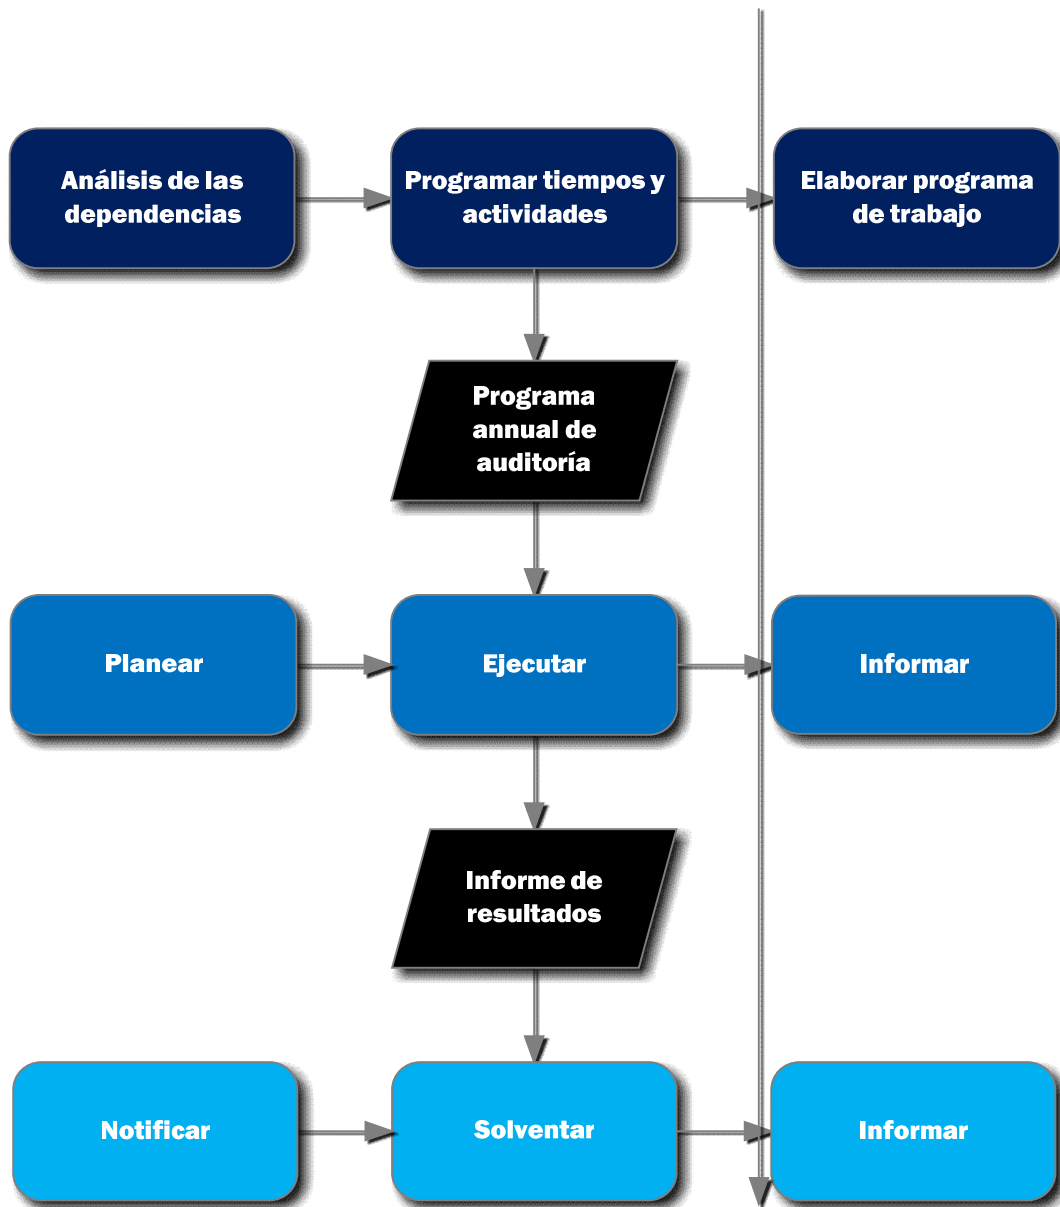 Análisis de las
dependencias
Programar tiempos y
actividades
Elaborar programa
de trabajo
Programa
annual de
auditoría
Planear
Ejecutar
Informar
Informe de
resultados
Notificar
Solventar
Informar